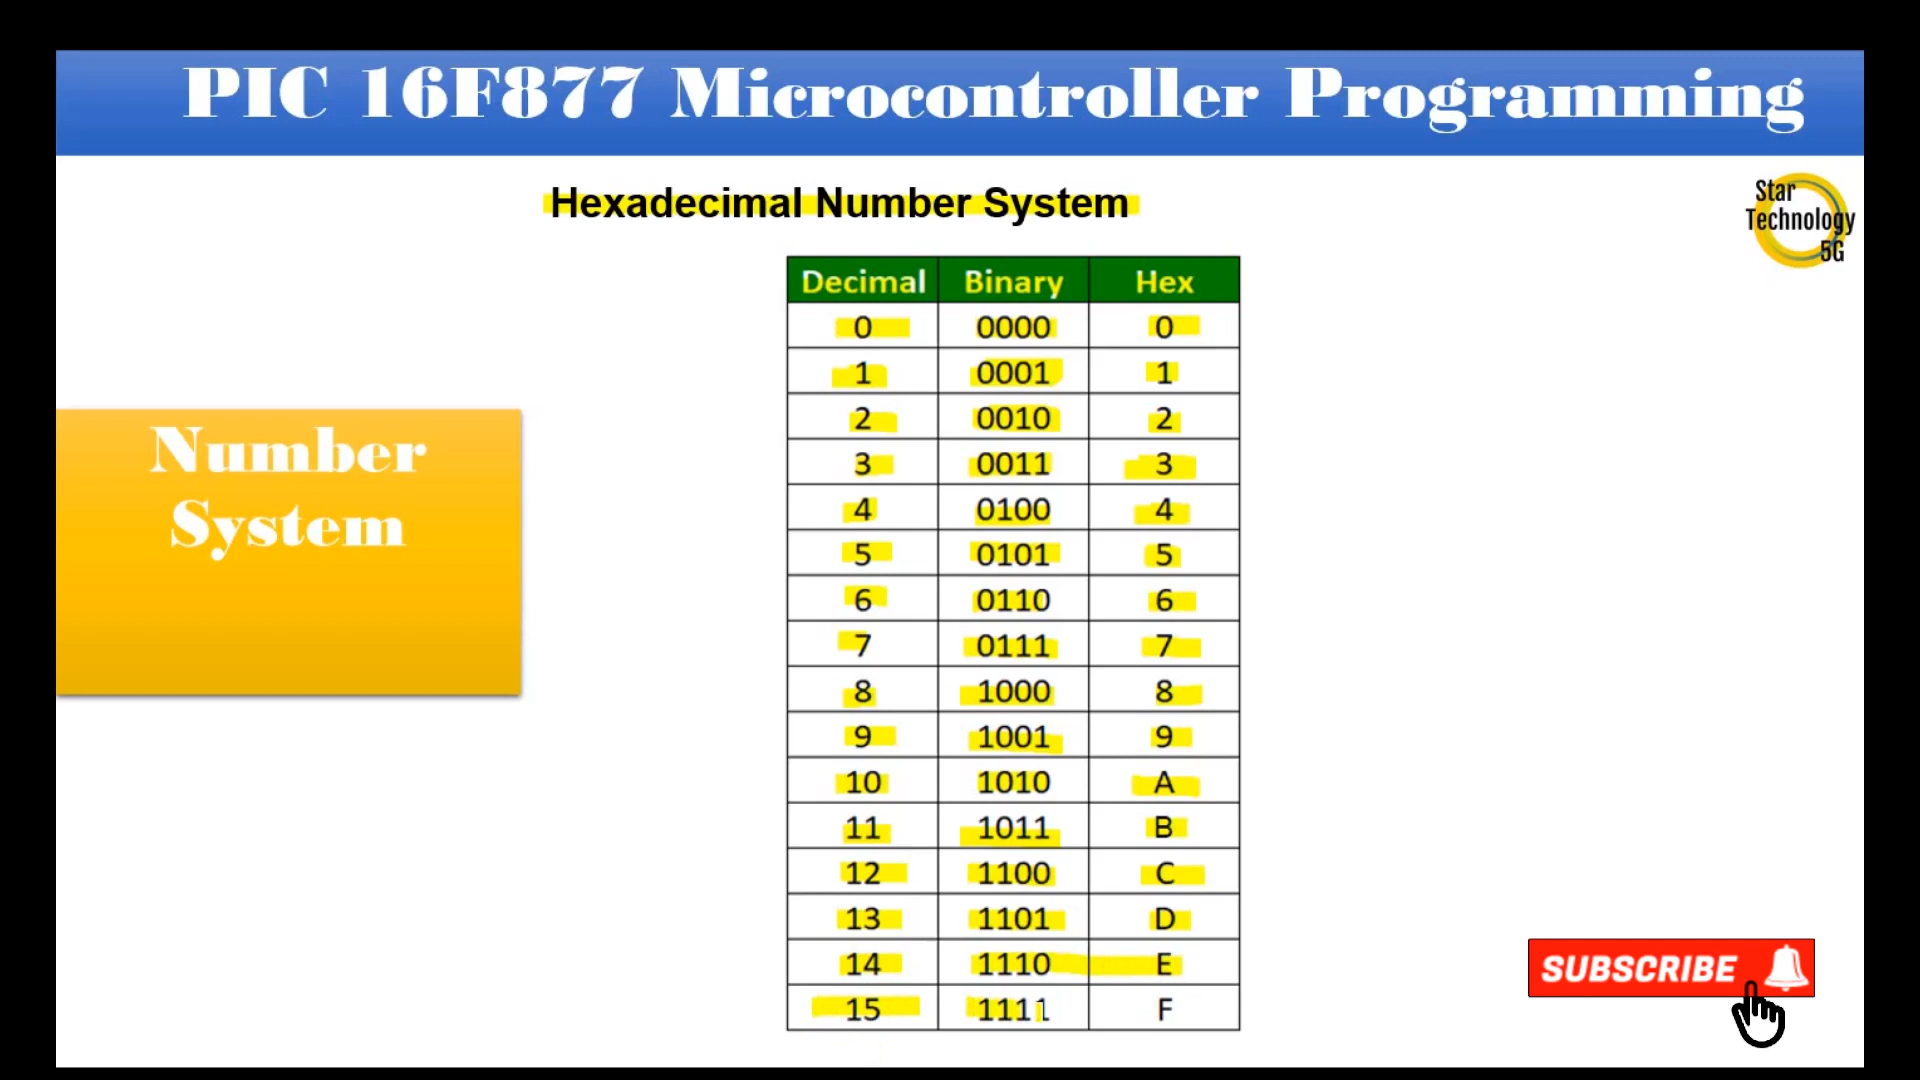 PIC 16F877 Microcontroller Programming
Hexadecimal Number System
Star
Technology
5G
Number
System
Decimal Binary Hex
0 0000 0
1 0001 1
2 0010 2
3 0011 3
4 0100 4
5 0101 5
6 0110 6
7 0111 7
8 1000 8
9 1001 9
10 1010 A
11 1011 B
12 1100 C
13 1101 D
14 1110 E
15 1111 F
SUBSCRIBE